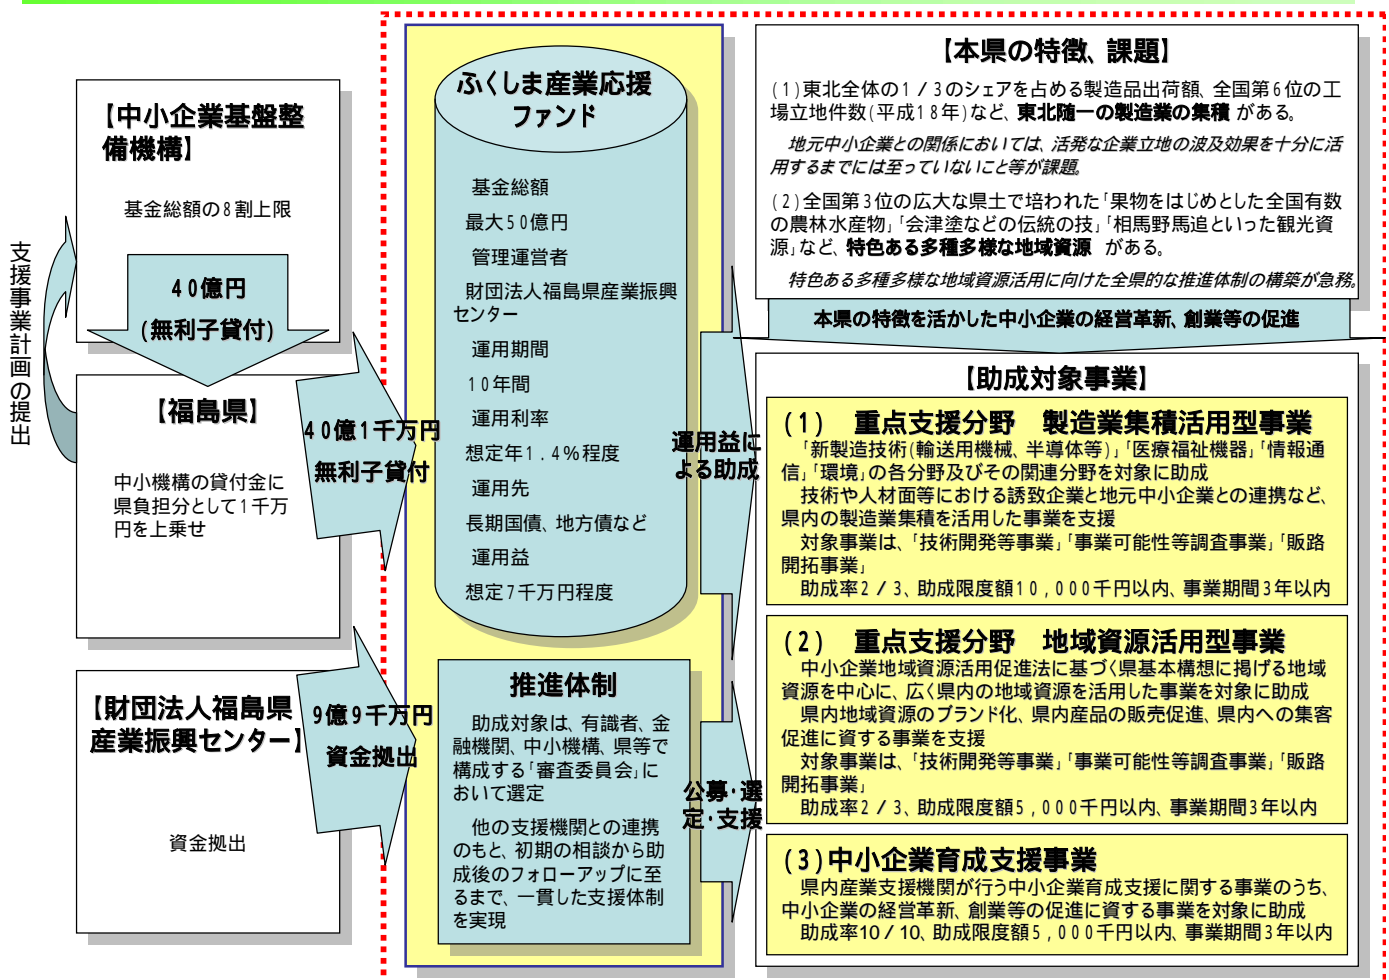 支援事業計画の提出
【中小企業基盤整
備機構】
基金総額の8割上限
40億円
(無利子貸付)
【福島県】
中小機構の貸付金に
県負担分として1千万
円を上乗せ
【財団法人福島県
産業振興センター】
資金拠出
40億1千万円
無利子貸付
9億9千万円
資金拠出
ふくしま産業応援
ファンド
基金総額
最大50億円
管理運営者
財団法人福島県産業振興
センター
運用期間
10年間
運用利率
想定年1.4%程度
運用先
長期国債、地方債など
運用益
想定7千万円程度
推進体制
助成対象は、有識者、金
融機関、中小機構、県等で
構成する「審査委員会」に
おいて選定
他の支援機関との連携
のもと、初期の相談から助
成後のフォローアップに至
るまで、一貫した支援体制
を実現
運用益に
よる助成
公募・選
定・支援
【本県の特徴、課題】
(1)東北全体の1/3のシェアを占める製造品出荷額、全国第6位の工
場立地件数(平成18年)など、東北随一の製造業の集積 がある。
地元中小企業との関係においては、活発な企業立地の波及効果を十分に活
用するまでには至っていないこと等が課題。
(2)全国第3位の広大な県土で培われた「果物をはじめとした全国有数
の農林水産物」「会津塗などの伝統の技」「相馬野馬追といった観光資
源」など、特色ある多種多様な地域資源 がある。
特色ある多種多様な地域資源活用に向けた全県的な推進体制の構築が急務。
本県の特徴を活かした中小企業の経営革新、創業等の促進
【助成対象事業】
(1) 重点支援分野 製造業集積活用型事業
「新製造技術(輸送用機械、半導体等)」「医療福祉機器」「情報通
信」「環境」の各分野及びその関連分野を対象に助成
技術や人材面等における誘致企業と地元中小企業との連携など、
県内の製造業集積を活用した事業を支援
対象事業は、「技術開発等事業」「事業可能性等調査事業」「販路
開拓事業」
助成率2/3、助成限度額10,000千円以内、事業期間3年以内
(2) 重点支援分野 地域資源活用型事業
中小企業地域資源活用促進法に基づく県基本構想に掲げる地域
資源を中心に、広く県内の地域資源を活用した事業を対象に助成
県内地域資源のブランド化、県内産品の販売促進、県内への集客
促進に資する事業を支援
対象事業は、「技術開発等事業」「事業可能性等調査事業」「販路
開拓事業」
助成率2/3、助成限度額5,000千円以内、事業期間3年以内
(3)中小企業育成支援事業
県内産業支援機関が行う中小企業育成支援に関する事業のうち、
中小企業の経営革新、創業等の促進に資する事業を対象に助成
助成率10/10、助成限度額5,000千円以内、事業期間3年以内